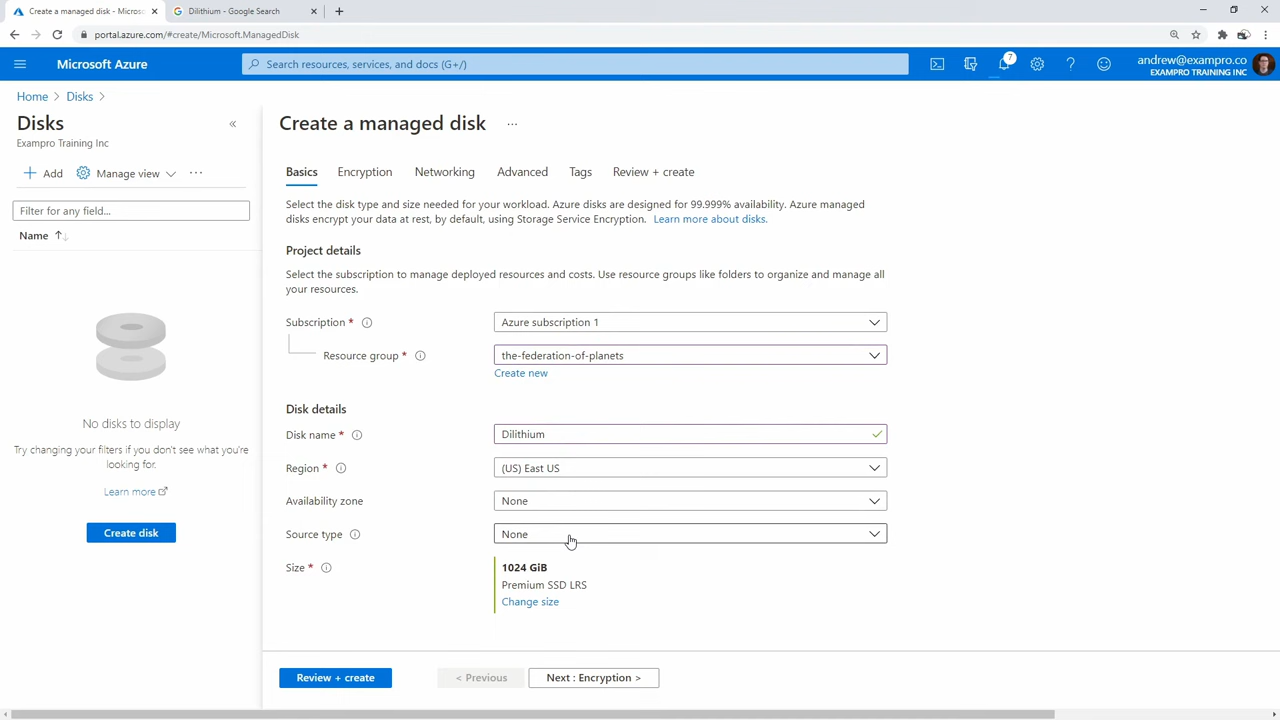 Create a managed disk - Microso
Dilithium - Google Search
portal.azure.com/#create/Microsoft.ManagedDisk
Microsoft Azure
Search resources, services, and docs (G+/)
7
andrew@exampro.co
EXAMPRO TRAINING INC
Home > Disks >
Disks
Exampro Training Inc
Add
Manage view
Filter for any field...
Name
No disks to display
Try changing your filters if you don't see what you're
looking for.
Learn more
Create disk
Create a managed disk
Basics
Encryption
Networking
Advanced
Tags
Review + create
Select the disk type and size needed for your workload. Azure disks are designed for 99.999% availability. Azure managed
disks encrypt your data at rest, by default, using Storage Service Encryption. Learn more about disks.
Project details
Select the subscription to manage deployed resources and costs. Use resource groups like folders to organize and manage all
your resources.
Subscription *
Azure subscription 1
Resource group *
the-federation-of-planets
Create new
Disk details
Disk name *
Dilithium
Region *
(US) East US
Availability zone
None
Source type
None
Size *
1024 GiB
Premium SSD LRS
Change size
Review + create
< Previous
Next : Encryption >